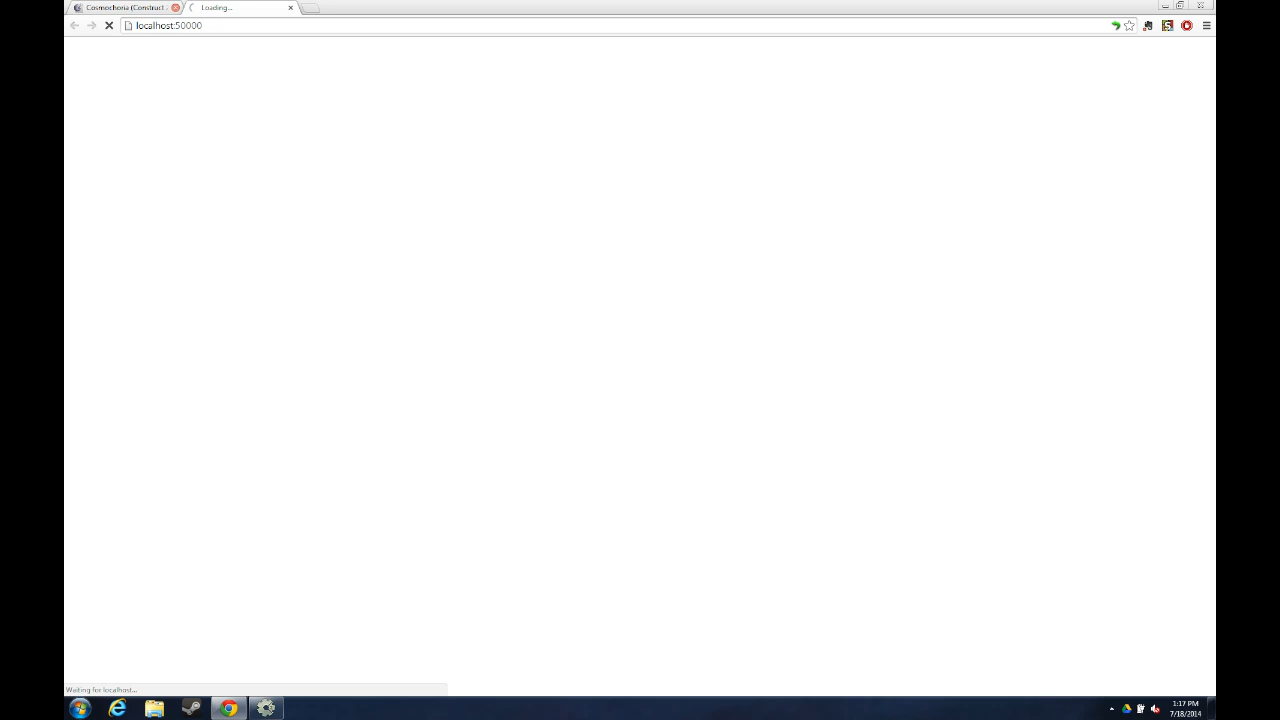 Cosmochoria (Construct
Loading...
localhost:50000
Waiting for localhost...
1:17 PM
7/18/2014